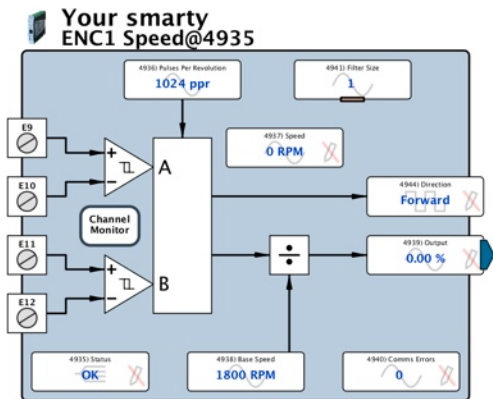 Your smarty
ENC1 Speed@4935
4936) Pulses Per Revolution
1024 ppr
4941) Filter Size
1
E9
4937) Speed
0 RPM
+
−
A
E10
4944) Direction
Forward
Channel
Monitor
E11
4939) Output
0.00 %
÷
+
−
B
E12
4935) Status
OK
4938) Base Speed
1800 RPM
4940) Comms Errors
0